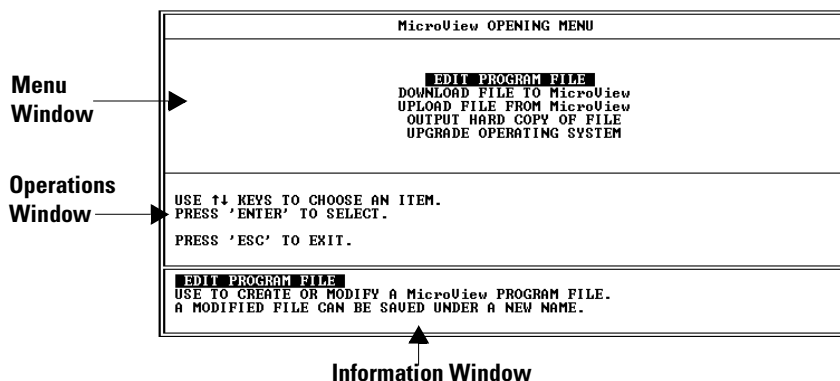 MicroView OPENING MENU
EDIT PROGRAM FILE
DOWNLOAD FILE TO MicroView
UPLOAD FILE FROM MicroView
OUTPUT HARD COPY OF FILE
UPGRADE OPERATING SYSTEM
Menu
Window
Operations
Window
USE ↑↓ KEYS TO CHOOSE AN ITEM.
PRESS 'ENTER' TO SELECT.
PRESS 'ESC' TO EXIT.
EDIT PROGRAM FILE
USE TO CREATE OR MODIFY A MicroView PROGRAM FILE.
A MODIFIED FILE CAN BE SAVED UNDER A NEW NAME.
Information Window